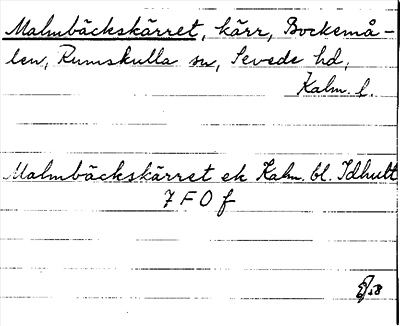 Malmbäckskärret, kärr, Bockemå-
len, Rumskulla sn, Sevede hd,
Kalm. l.
Malmbäckskärret ek Kalm. bl. Idhult
7 F 0 f